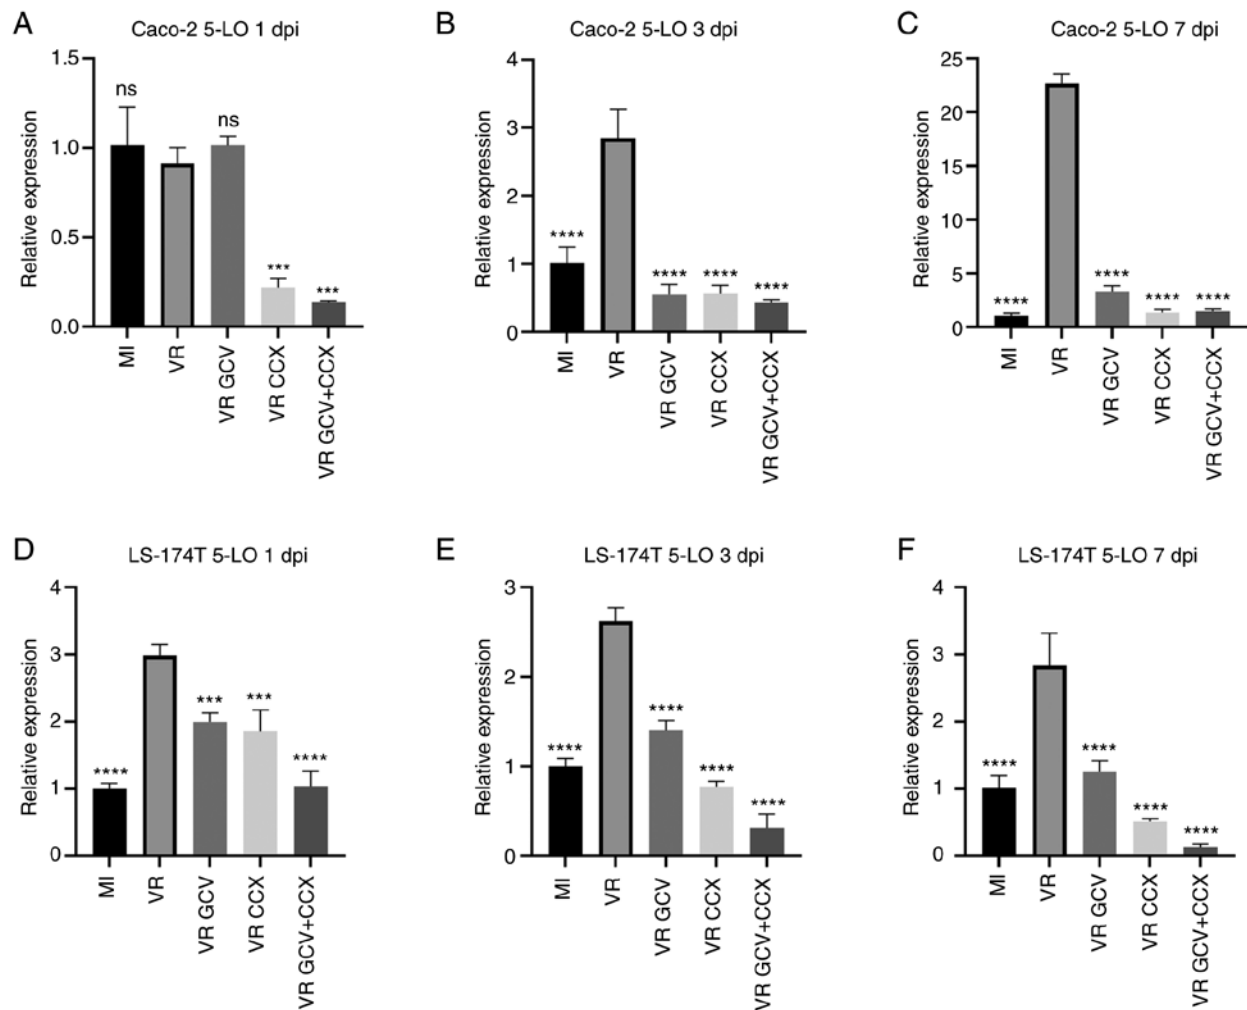 A
Caco-2 5-LO 1 dpi
Relative expression
1.5
1.0
0.5
0.0
ns
ns
***
***
MI
VR
VR GCV
VR CCX
VR GCV+CCX
B
Caco-2 5-LO 3 dpi
Relative expression
4
3
2
1
0
****
****
****
****
MI
VR
VR GCV
VR CCX
VR GCV+CCX
C
Caco-2 5-LO 7 dpi
Relative expression
25
20
15
10
5
0
****
****
****
****
MI
VR
VR GCV
VR CCX
VR GCV+CCX
D
LS-174T 5-LO 1 dpi
Relative expression
4
3
2
1
0
****
***
***
****
MI
VR
VR GCV
VR CCX
VR GCV+CCX
E
LS-174T 5-LO 3 dpi
Relative expression
3
2
1
0
****
****
****
****
MI
VR
VR GCV
VR CCX
VR GCV+CCX
F
LS-174T 5-LO 7 dpi
Relative expression
4
3
2
1
0
****
****
****
****
MI
VR
VR GCV
VR CCX
VR GCV+CCX